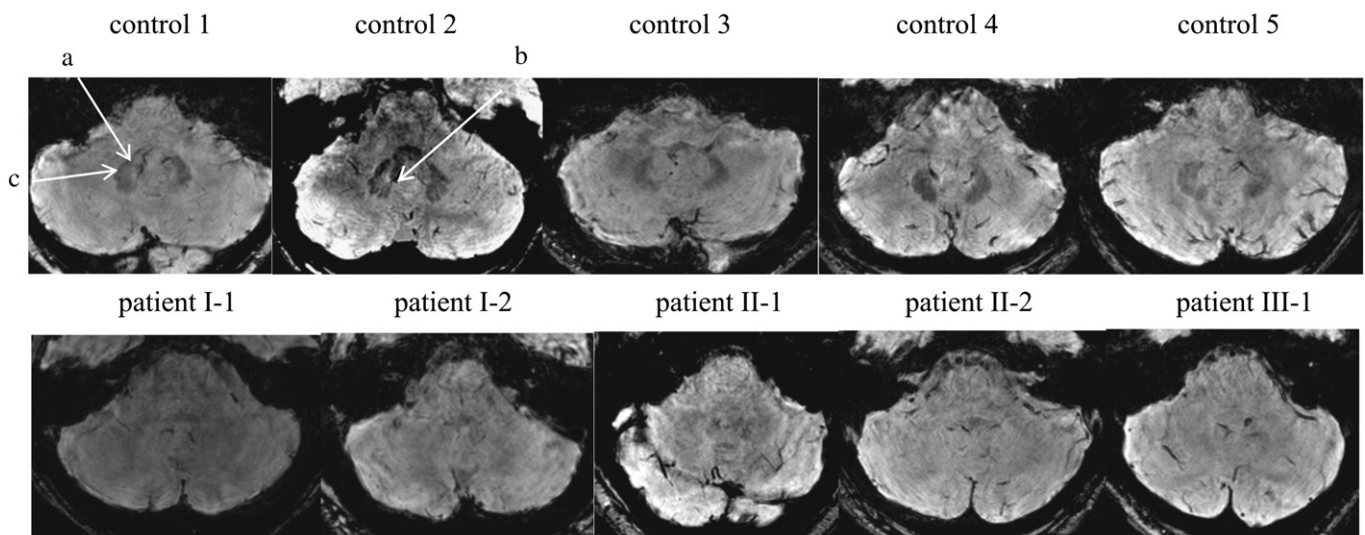 control 1 control 2 control 3 control 4 control 5
a b
c
patient I-1 patient I-2 patient II-1 patient II-2 patient III-1